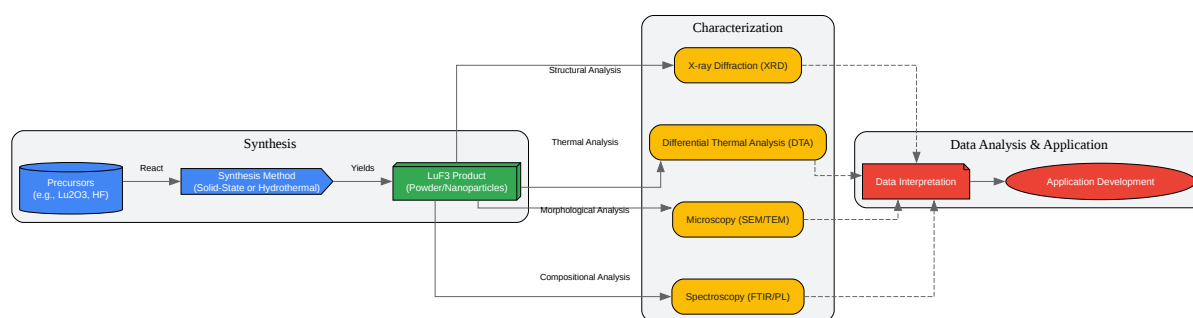 Synthesis
Precursors
(e.g., Lu2O3, HF)
React
Synthesis Method
(Solid-State or Hydrothermal)
Yields
LuF3 Product
(Powder/Nanoparticles)
Structural Analysis
Thermal Analysis
Morphological Analysis
Compositional Analysis
Characterization
X-ray Diffraction (XRD)
Differential Thermal Analysis (DTA)
Microscopy (SEM/TEM)
Spectroscopy (FTIR/PL)
Data Analysis & Application
Data Interpretation
Application Development